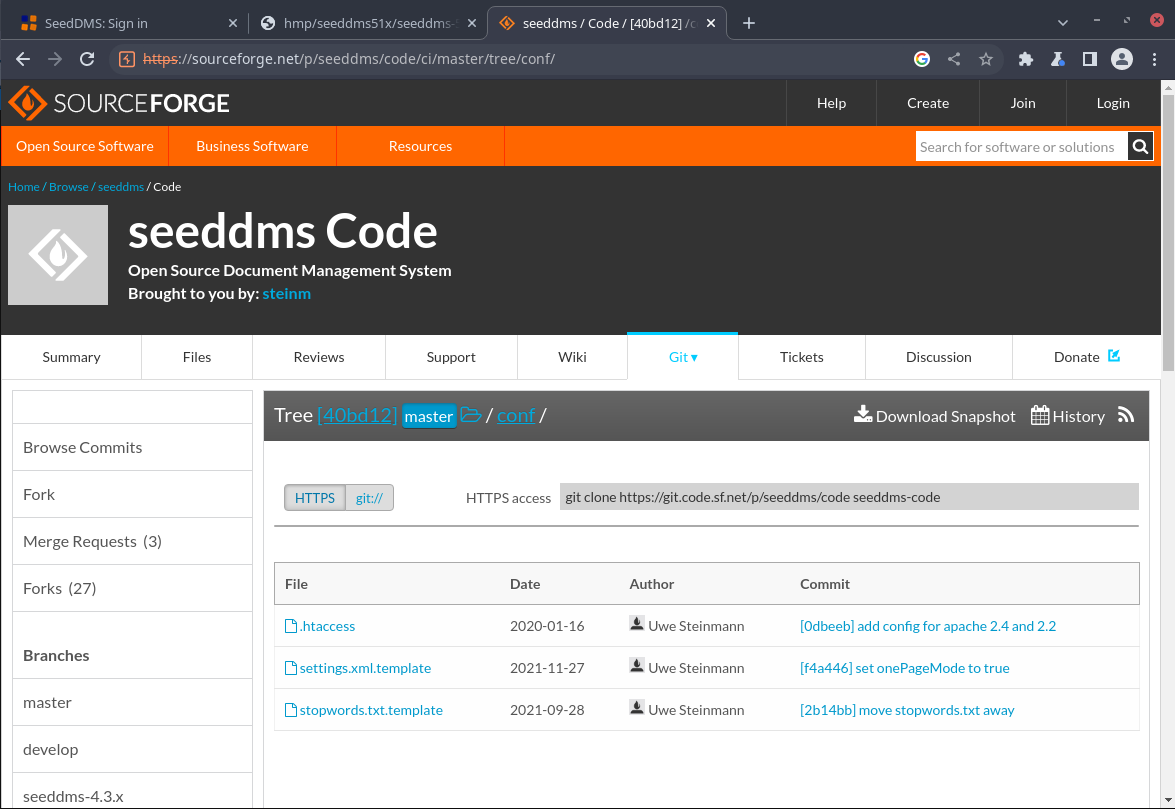 SeedDMS: Sign in
hmp/seeddms51x/seeddms-
seeddms / Code / [40bd12] /c
https://sourceforge.net/p/seeddms/code/ci/master/tree/conf/
SOURCEFORGE
Help
Create
Join
Login
Open Source Software
Business Software
Resources
Search for software or solutions
Home / Browse / seeddms / Code
seeddms Code
Open Source Document Management System
Brought to you by: steinm
Summary
Files
Reviews
Support
Wiki
Git ▾
Tickets
Discussion
Donate
Browse Commits
Fork
Merge Requests (3)
Forks (27)
Branches
master
develop
seeddms-4.3.x
Tree [40bd12] master / conf /
Download Snapshot
History
HTTPS
git://
HTTPS access
git clone https://git.code.sf.net/p/seeddms/code seeddms-code
File Date Author Commit
.htaccess 2020-01-16 Uwe Steinmann [0dbeeb] add config for apache 2.4 and 2.2
settings.xml.template 2021-11-27 Uwe Steinmann [f4a446] set onePageMode to true
stopwords.txt.template 2021-09-28 Uwe Steinmann [2b14bb] move stopwords.txt away